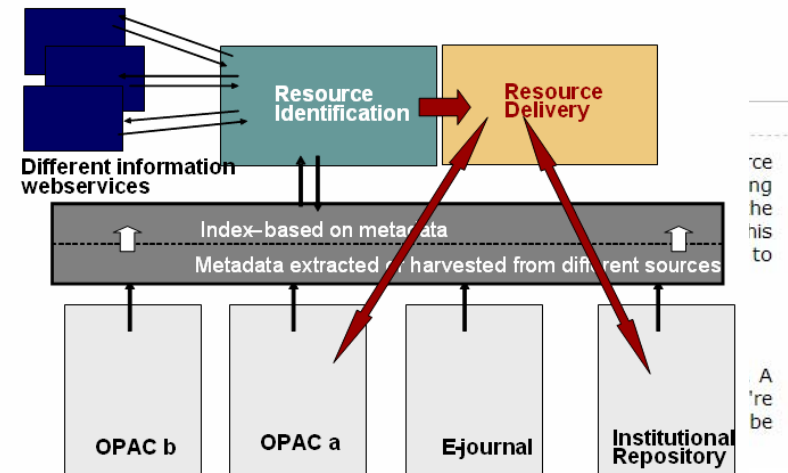 Resource
Identification
Resource
Delivery
Different information
webservices
Index–based on metadata
Metadata extracted or harvested from different sources
OPAC b
OPAC a
E-journal
Institutional
Repository
rce
ng
he
his
to
A
're
be